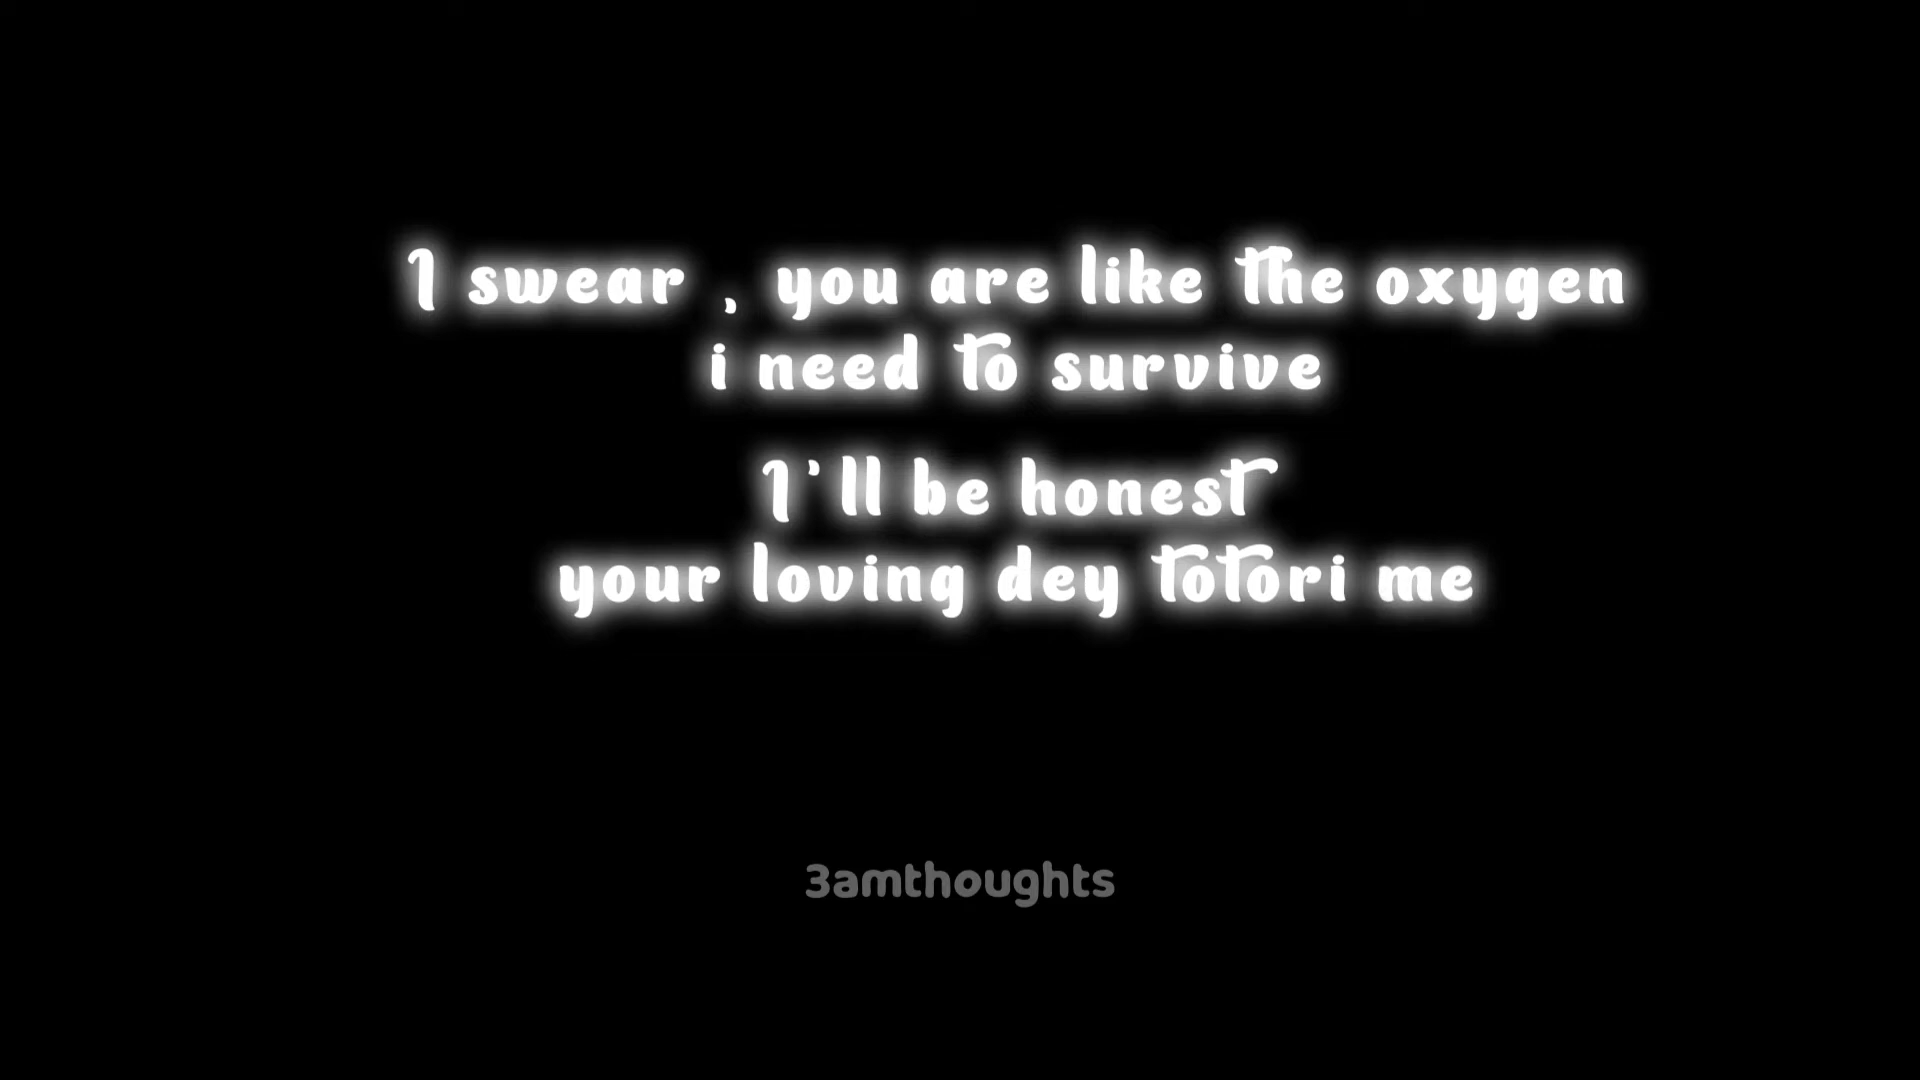 I swear , you are like the oxygen
i need to survive
I'll be honest
your loving dey totori me
3amthoughts